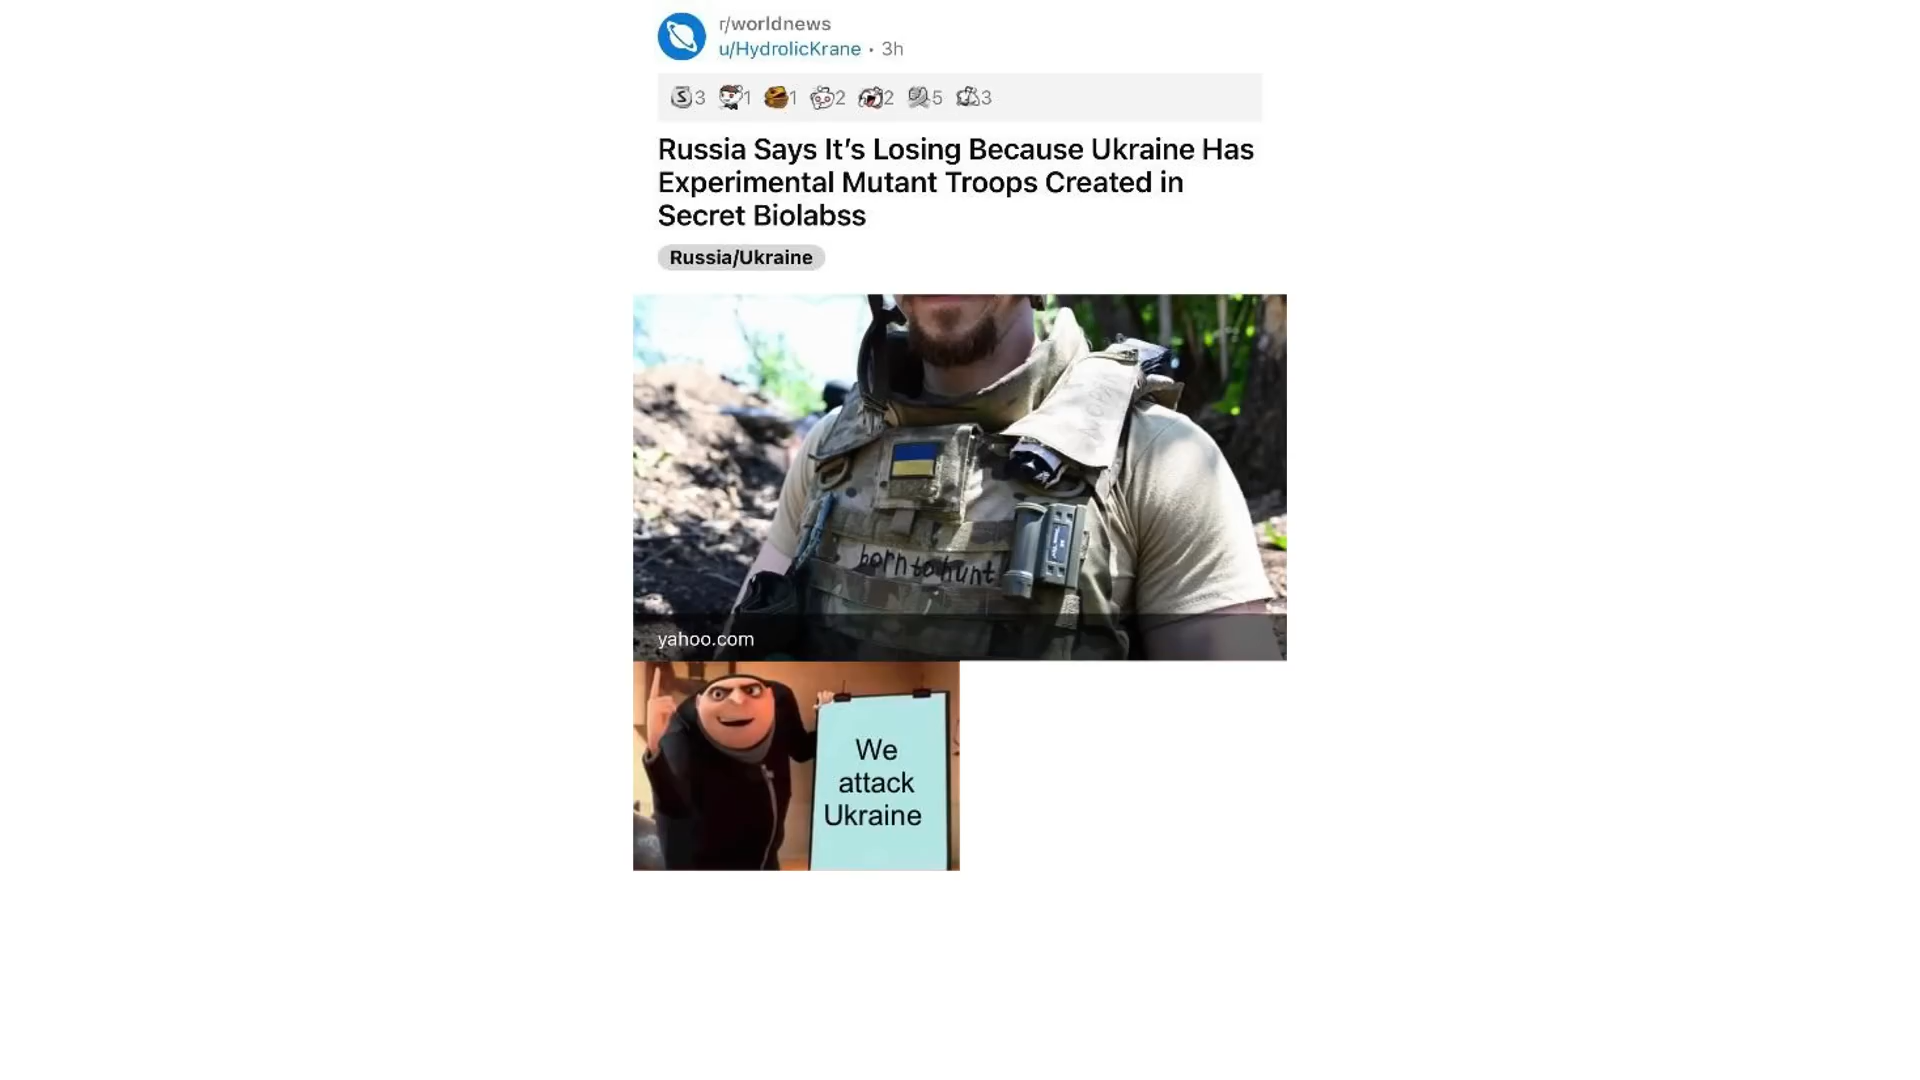 r/worldnews
u/HydrolicKrane • 3h
3 1 1 2 2 5 3
Russia Says It’s Losing Because Ukraine Has
Experimental Mutant Troops Created in
Secret Biolabss
Russia/Ukraine
born to hunt
yahoo.com
We
attack
Ukraine